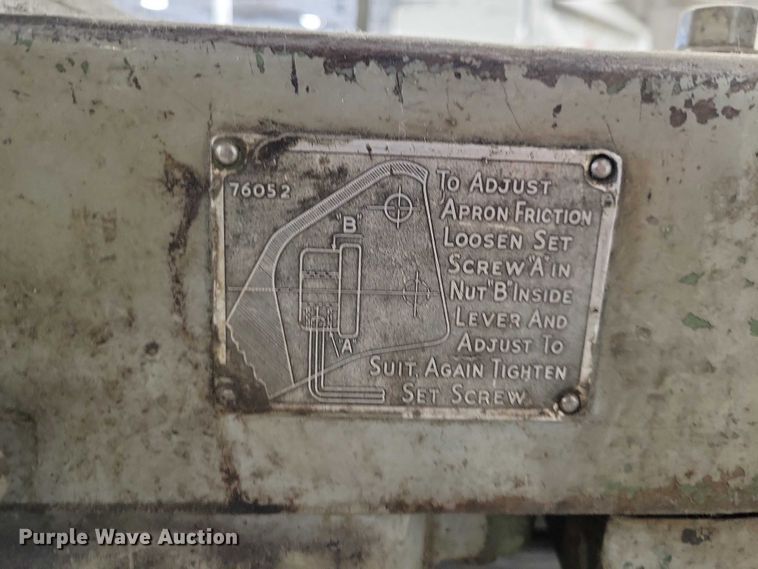 76052
"B"
"A"
TO ADJUST
APRON FRICTION
LOOSEN SET
SCREW "A" IN
NUT "B" INSIDE
LEVER AND
ADJUST TO
SUIT, AGAIN TIGHTEN
SET SCREW.
Purple Wave Auction®